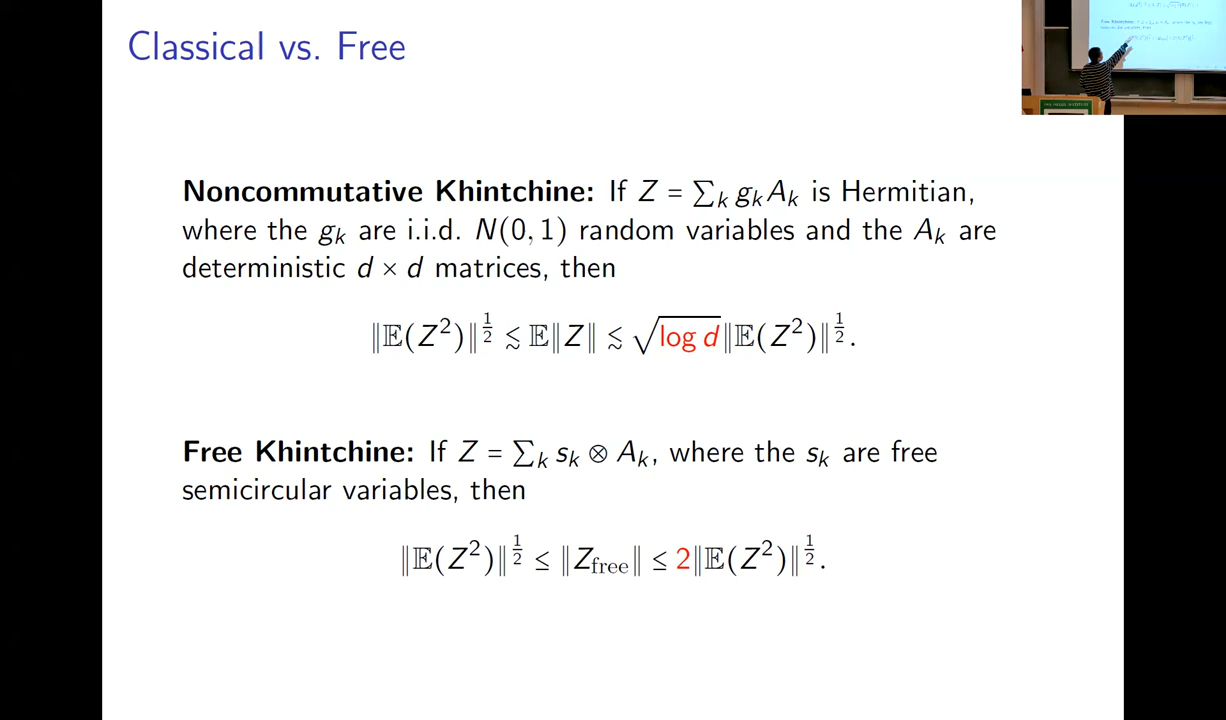 Classical vs. Free
Noncommutative Khintchine: If Z = ∑ₖ gₖAₖ is Hermitian,
where the gₖ are i.i.d. N(0, 1) random variables and the Aₖ are
deterministic d × d matrices, then
‖𝔼(Z²)‖^{1/2} ≲ 𝔼‖Z‖ ≲ √(log d)‖𝔼(Z²)‖^{1/2}.
Free Khintchine: If Z = ∑ₖ sₖ ⊗ Aₖ, where the sₖ are free
semicircular variables, then
‖𝔼(Z²)‖^{1/2} ≤ ‖Z_free‖ ≤ 2‖𝔼(Z²)‖^{1/2}.